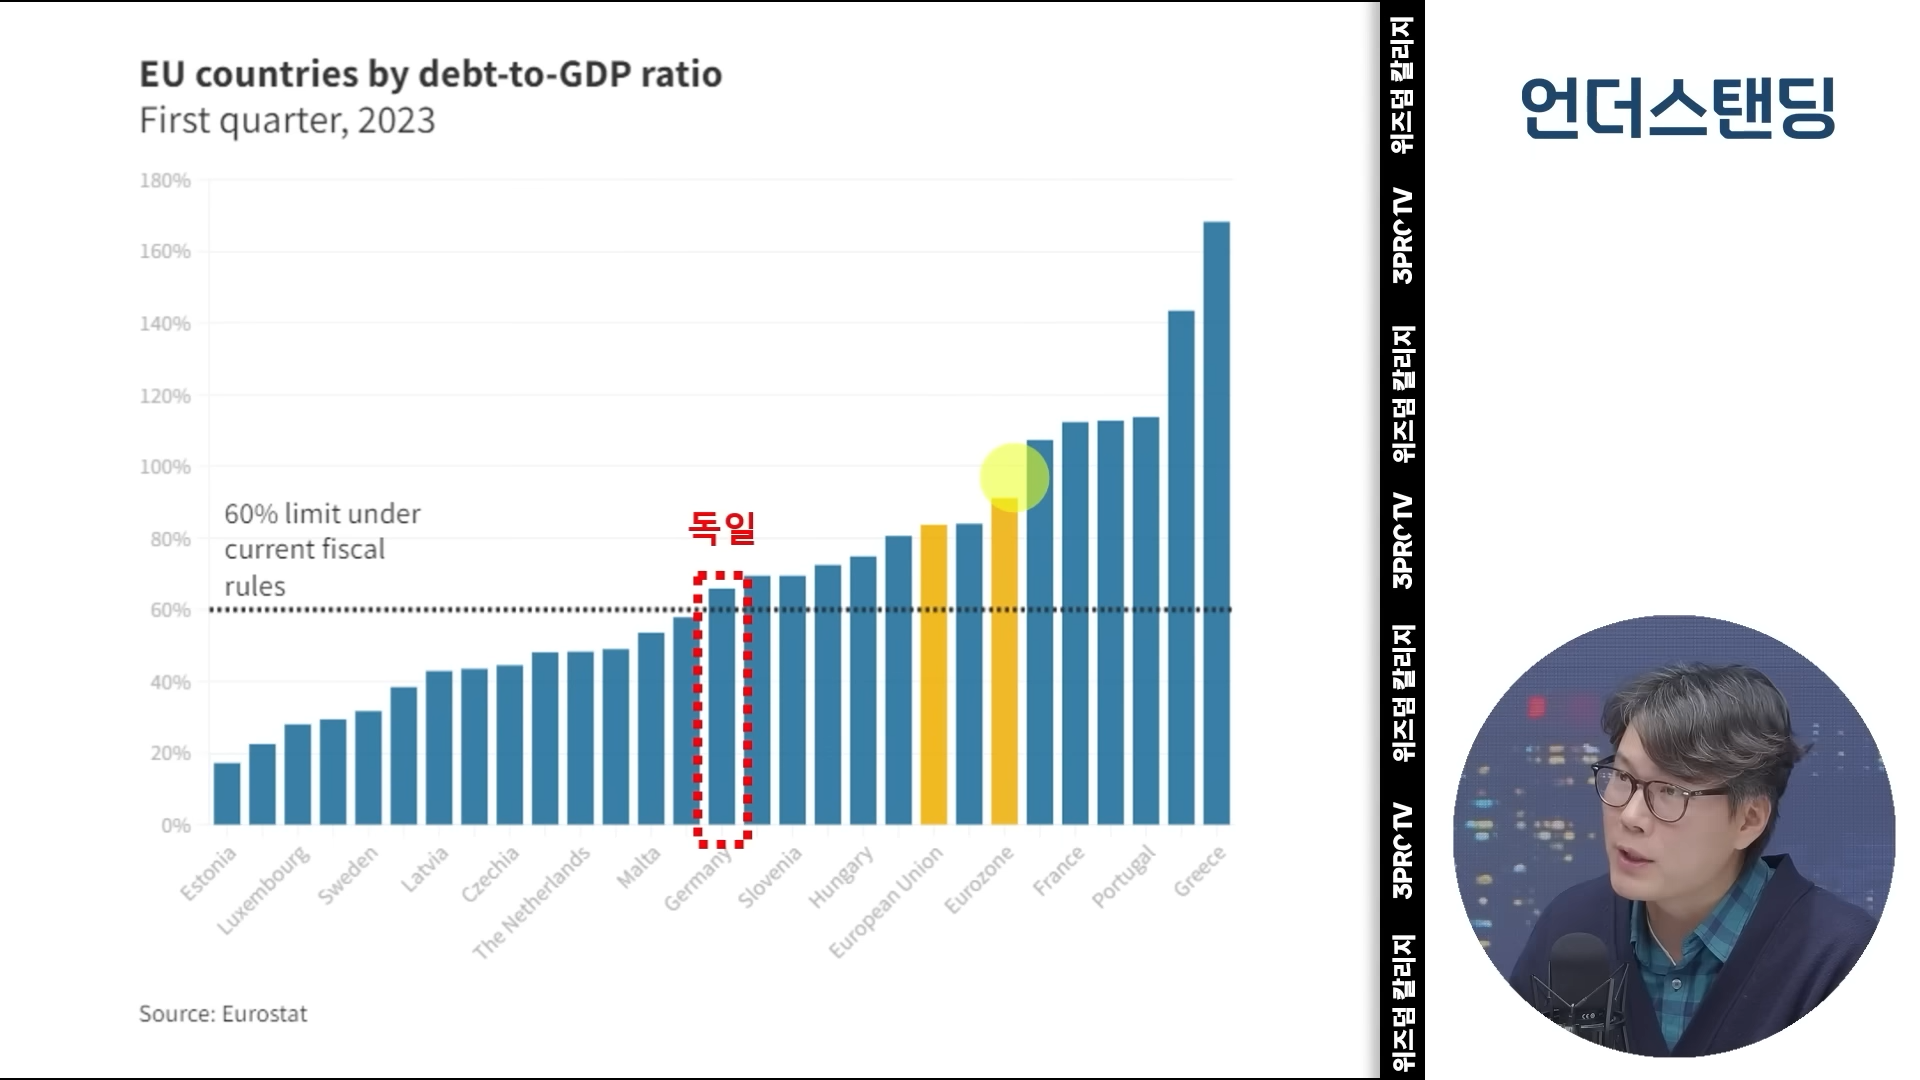 EU countries by debt-to-GDP ratio
First quarter, 2023
180%
160%
140%
120%
100%
80%
60%
40%
20%
0%
60% limit under
current fiscal
rules
독일
Estonia
Luxembourg
Sweden
Latvia
Czechia
The Netherlands
Malta
Germany
Slovenia
Hungary
European Union
Eurozone
France
Portugal
Greece
Source: Eurostat
위즈덤 칼리지
3PROTV
위즈덤 칼리지
3PROTV
위즈덤 칼리지
3PROTV
위즈덤 칼리지
언더스탠딩